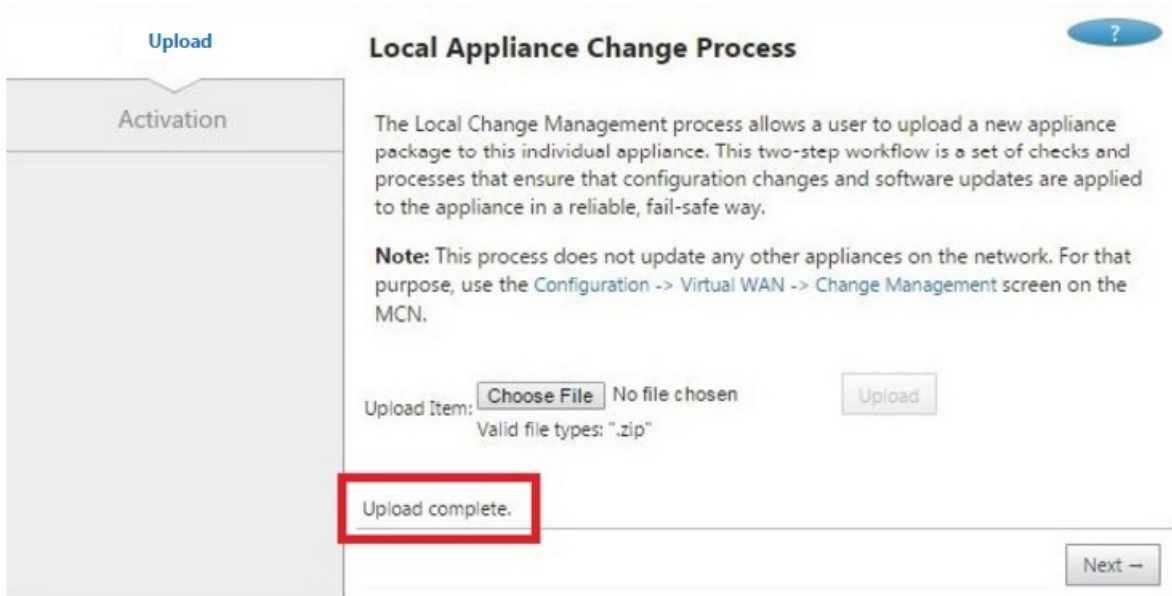 Upload
Activation
?
Local Appliance Change Process
The Local Change Management process allows a user to upload a new appliance
package to this individual appliance. This two-step workflow is a set of checks and
processes that ensure that configuration changes and software updates are applied
to the appliance in a reliable, fail-safe way.
Note: This process does not update any other appliances on the network. For that
purpose, use the Configuration -> Virtual WAN -> Change Management screen on the
MCN.
Upload Item: Choose File No file chosen Upload
Valid file types: ".zip"
Upload complete.
Next →